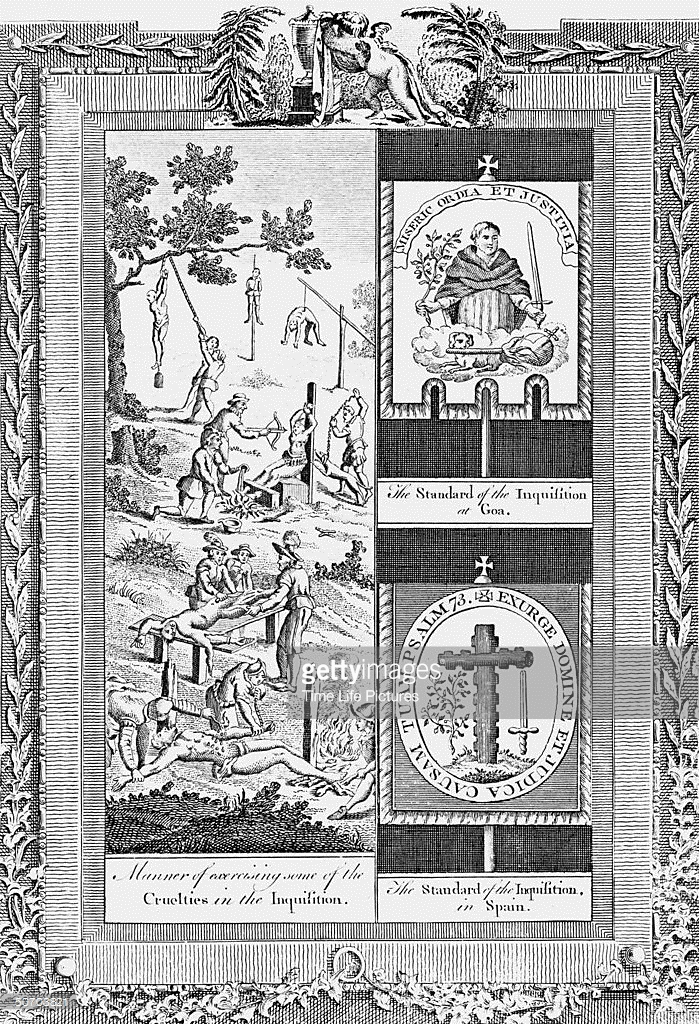 Manner of exercising some of the
Cruelties in the Inquiſition.
MISERICORDIA ET JUSTITIA
The Standard of the Inquiſition
at Goa.
EXURGE DOMINE ET JUDICA CAUSAM TUAM PSALM 73.
The Standard of the Inquiſition,
in Spain.
gettyimages
Time Life Pictures